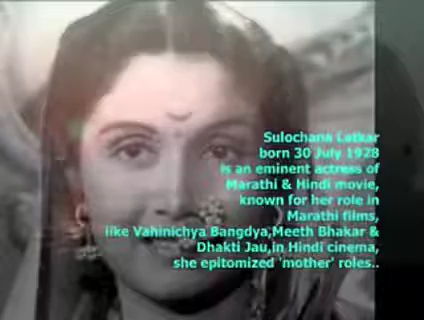 Sulochana Latkar
born 30 July 1928
is an eminent actress of
Marathi & Hindi movie,
known for her role in
Marathi films,
like Vahinichya Bangdya,Meeth Bhakar &
Dhakti Jau,in Hindi cinema,
she epitomized 'mother' roles..